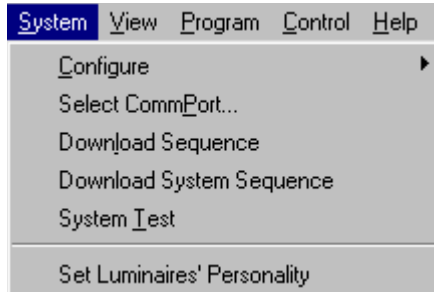 System View Program Control Help
Configure
Select CommPort...
Download Sequence
Download System Sequence
System Test
Set Luminaires' Personality